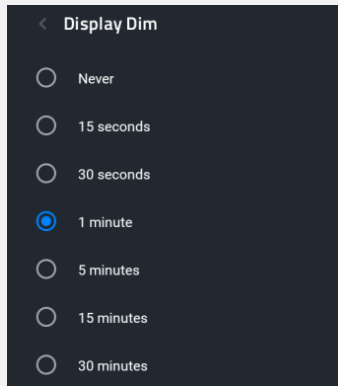 Display Dim
Never
15 seconds
30 seconds
1 minute
5 minutes
15 minutes
30 minutes